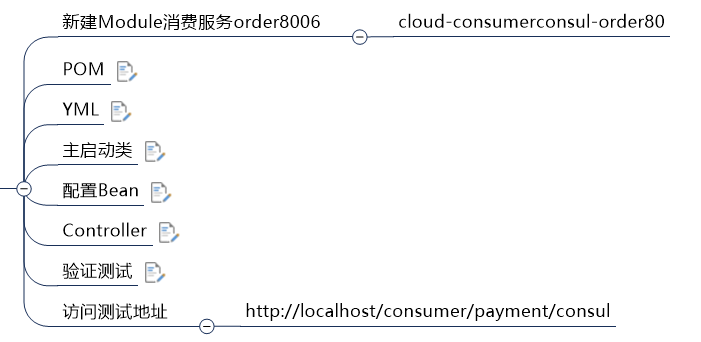 新建Module消费服务order8006
cloud-consumerconsul-order80
POM
YML
主启动类
配置Bean
Controller
验证测试
访问测试地址
http://localhost/consumer/payment/consul